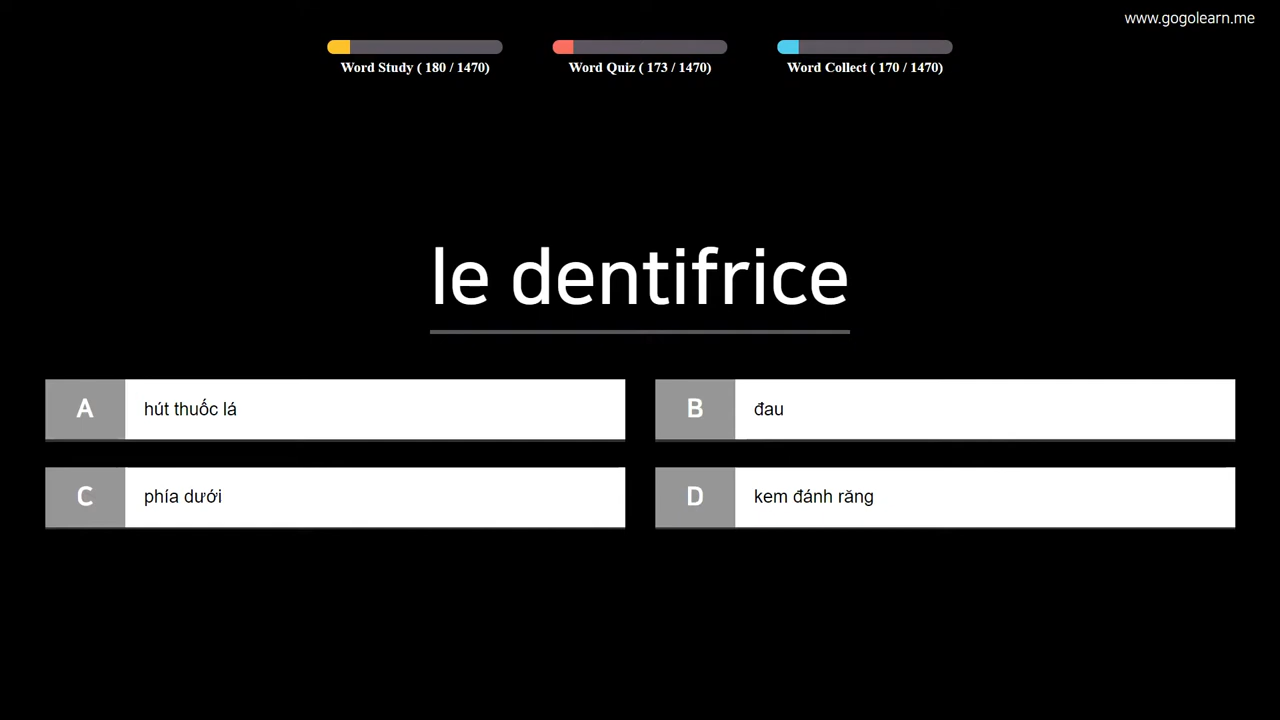 www.gogolearn.me
Word Study ( 180 / 1470)
Word Quiz ( 173 / 1470)
Word Collect ( 170 / 1470)
le dentifrice
A hút thuốc lá
B đau
C phía dưới
D kem đánh răng